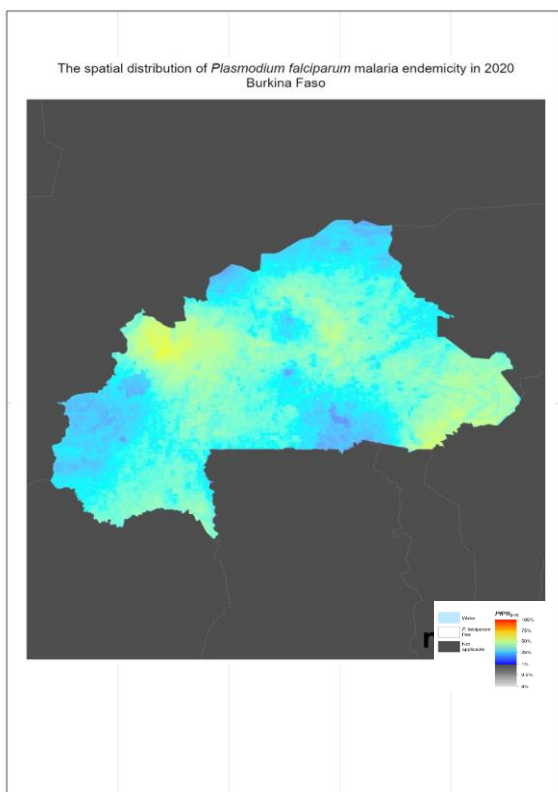 The spatial distribution of Plasmodium falciparum malaria endemicity in 2020
Burkina Faso
Water
P. falciparum
free
Not
applicable
100%
75%
50%
25%
1%
0.5%
0%